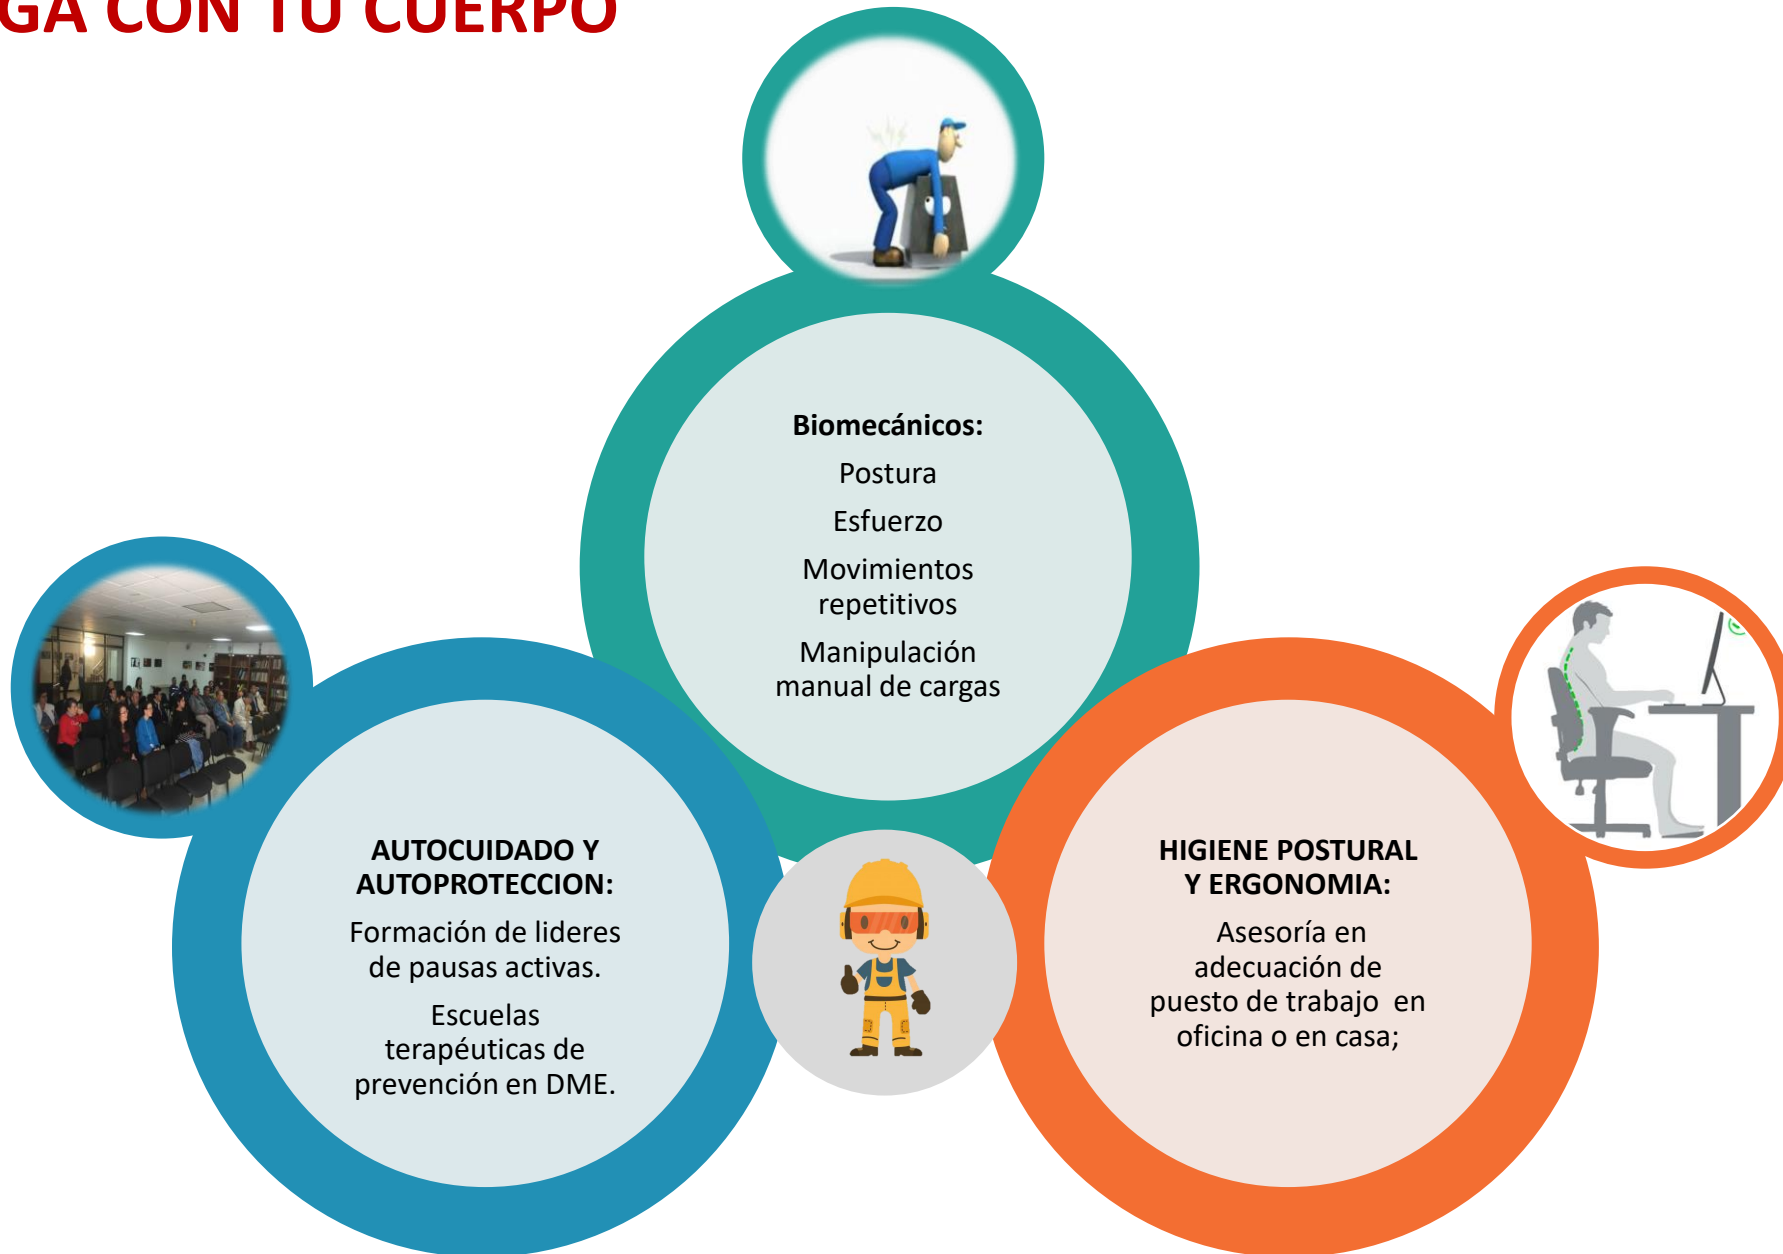 GA CON TU CUERPO
Biomecánicos:
Postura
Esfuerzo
Movimientos
repetitivos
Manipulación
manual de cargas
AUTOCUIDADO Y
AUTOPROTECCION:
Formación de lideres
de pausas activas.
Escuelas
terapéuticas de
prevención en DME.
HIGIENE POSTURAL
Y ERGONOMIA:
Asesoría en
adecuación de
puesto de trabajo  en
oficina o en casa;